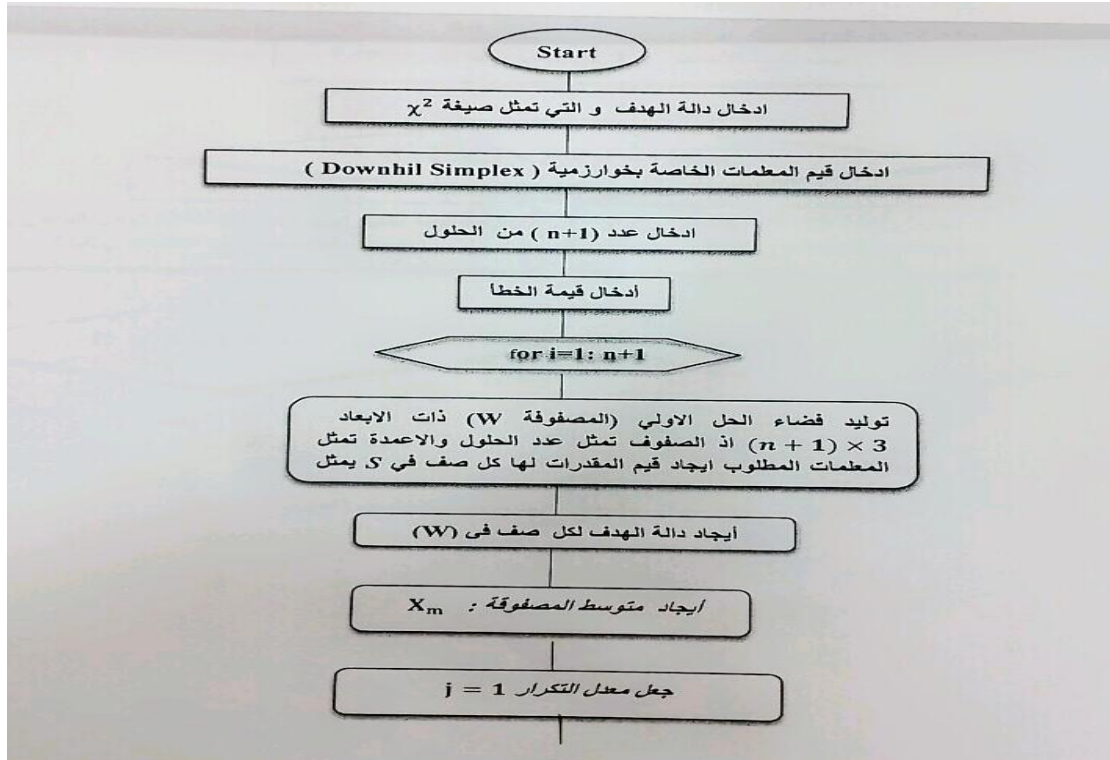 Start
ادخال دالة الهدف و التي تمثل صيغة χ²
ادخال قيم المعطمات الخاصة بخوارزمية ( Downhil Simplex )
ادخال عدد (n+1 ) من الحلول
أدخال قيمة الخطأ
for i=1: n+1
توليد فضاء الحل الاولي (المصفوفة W) ذات الابعاد
(n + 1) × 3 اذ الصفوف تمثل عدد الحلول والاعمدة تمثل
المعلمات المطلوب ايجاد قيم المقدرات لها كل صف في S يمثل
أيجاد دالة الهدف لكل صف في (W)
أيجاد متوسط المصفوفة : Xₘ
جعل معدل التكرار j = 1